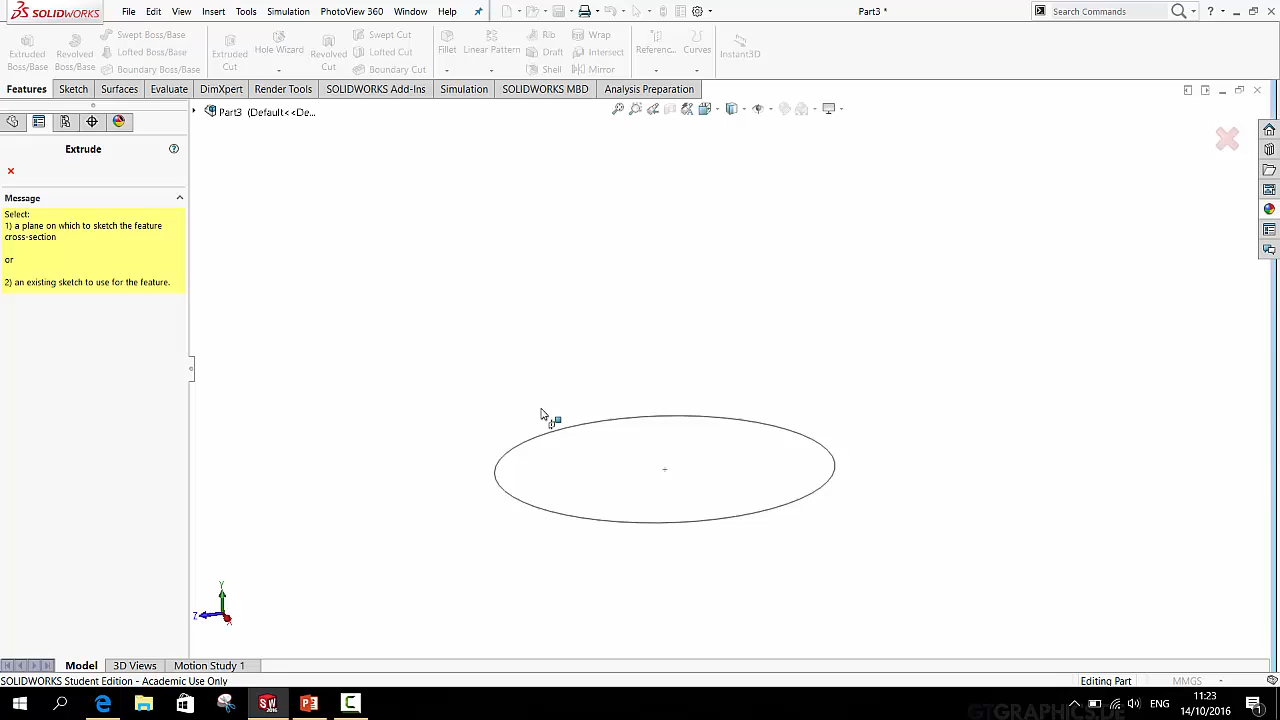 SOLIDWORKS File Edit View Insert Tools Simulation PhotoView 360 Window Help Part3 * Search Commands ?
Extruded Boss/Base Revolved Boss/Base Swept Boss/Base Lofted Boss/Base Boundary Boss/Base Extruded Cut Hole Wizard Revolved Cut Swept Cut Lofted Cut Boundary Cut Fillet Linear Pattern Rib Draft Shell Wrap Intersect Mirror Referenc... Curves Instant3D
Features Sketch Surfaces Evaluate DimXpert Render Tools SOLIDWORKS Add-Ins Simulation SOLIDWORKS MBD Analysis Preparation
Part3 (Default<<De...
Extrude ?
Message
Select:
1) a plane on which to sketch the feature
cross-section
or
2) an existing sketch to use for the feature.
Y
Z
X
Model 3D Views Motion Study 1
SOLIDWORKS Student Edition - Academic Use Only Editing Part MMGS
SW 2016 ENG 11:23
14/10/2016
GTGRAPHICS.DE